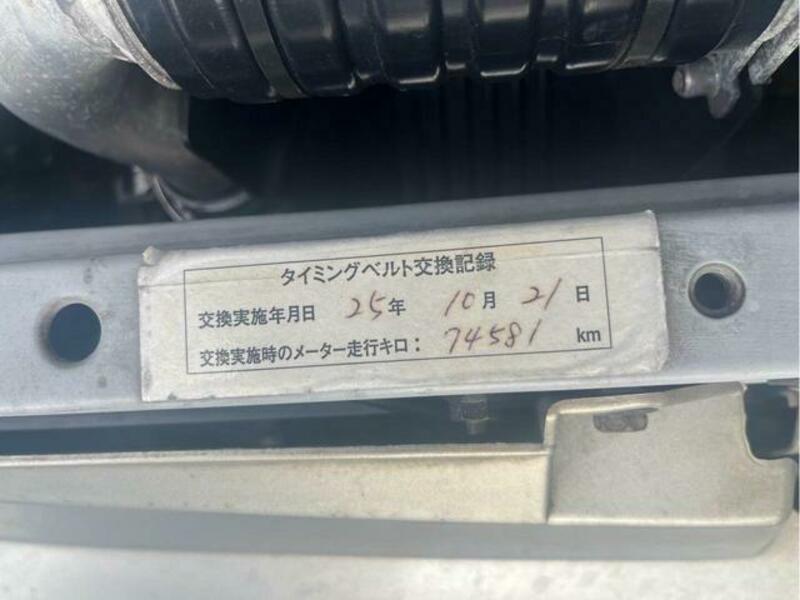 タイミングベルト交換記録
交換実施年月日 25年 10月 21日
交換実施時のメーター走行キロ： 74581 km